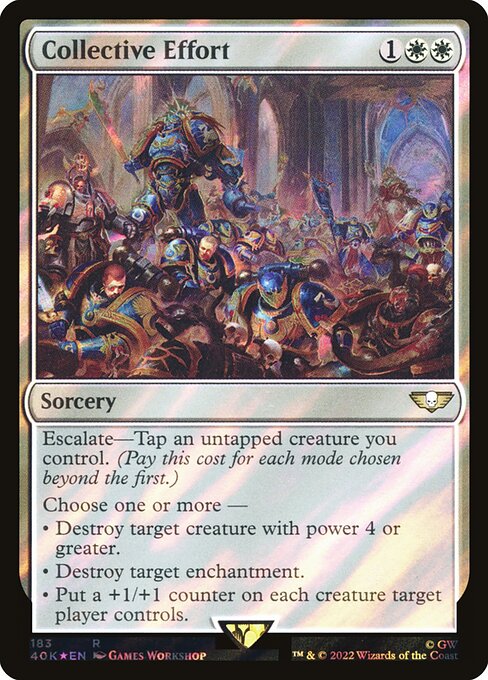 Collective Effort 1
Sorcery
Escalate—Tap an untapped creature you
control. (Pay this cost for each mode chosen
beyond the first.)
Choose one or more —
• Destroy target creature with power 4 or
greater.
• Destroy target enchantment.
• Put a +1/+1 counter on each creature target
player controls.
183 R
40K★EN Games Workshop
© GW
™ & © 2022 Wizards of the Coast